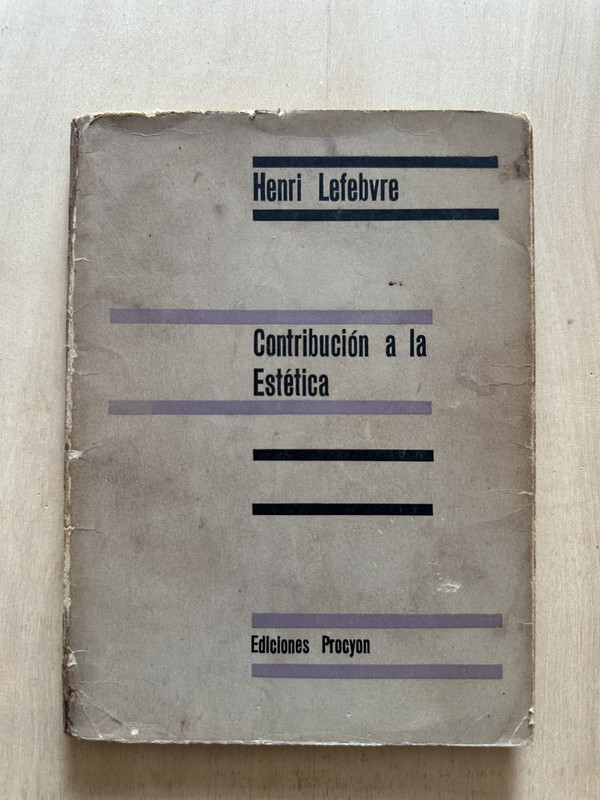 Henri Lefebvre
Contribución a la
Estética
Ediciones Procyon